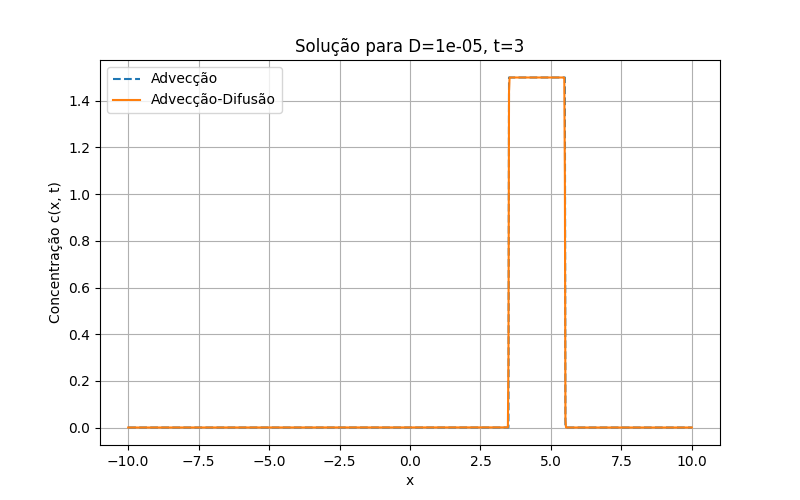 Solução para D=1e-05, t=3
Advecção
Advecção-Difusão
Concentração c(x, t)
1.4
1.2
1.0
0.8
0.6
0.4
0.2
0.0
−10.0 −7.5 −5.0 −2.5 0.0 2.5 5.0 7.5 10.0
x